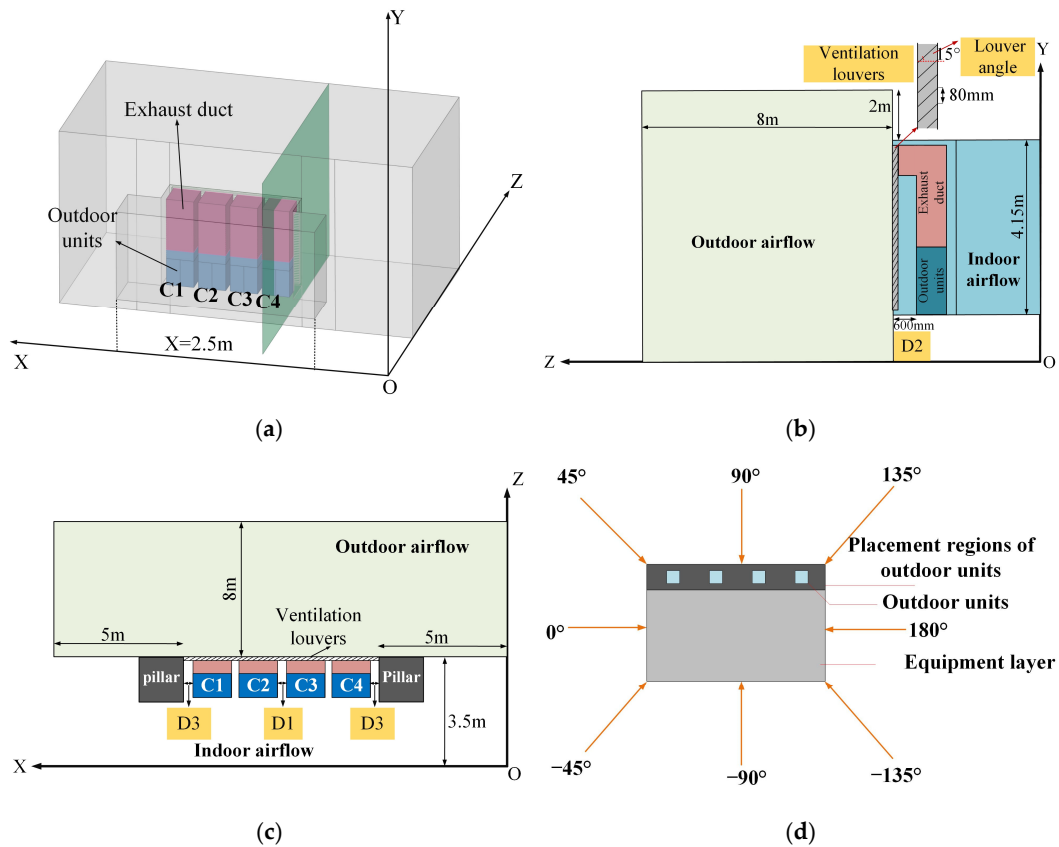 Y
Exhaust duct
Z
Outdoor
units
C1 C2 C3 C4
X=2.5m
X
O
(a)
Ventilation
louvers
15°
Louver
angle
Y
80mm
2m
8m
Exhaust
duct
4.15m
Outdoor airflow
Indoor
airflow
Outdoor
units
600mm
D2
Z
O
(b)
Z
Outdoor airflow
8m
Ventilation
louvers
5m
5m
pillar
C1
C2
C3
C4
Pillar
D3
D1
D3
3.5m
Indoor airflow
X
O
(c)
45°
90°
135°
Placement regions of
outdoor units
Outdoor units
0°
180°
Equipment layer
−45°
−90°
−135°
(d)